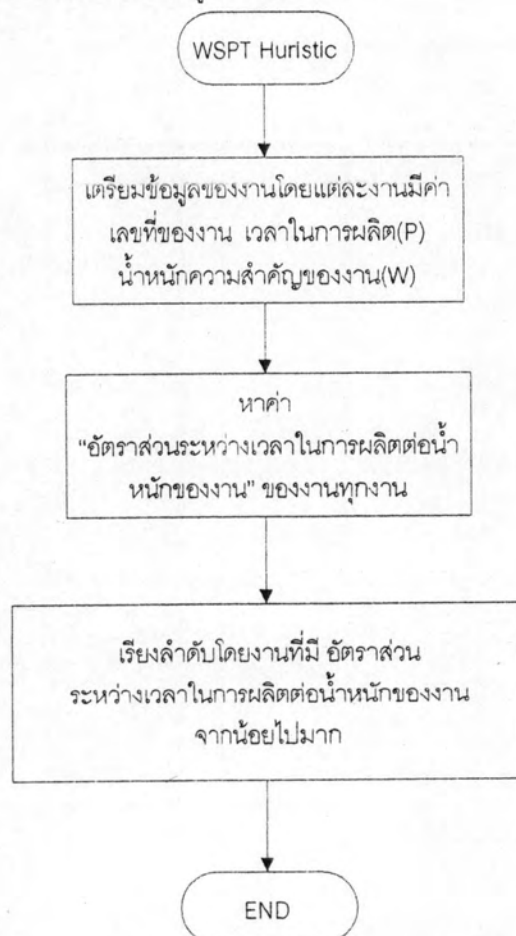 WSPT Huristic
เตรียมข้อมูลของงานโดยแต่ละงานมีค่า
เลขที่ของงาน เวลาในการผลิต(P)
น้ำหนักความสำคัญของงาน(W)
หาค่า
"อัตราส่วนระหว่างเวลาในการผลิตต่อน้ำ
หนักของงาน" ของงานทุกงาน
เรียงลำดับโดยงานที่มี อัตราส่วน
ระหว่างเวลาในการผลิตต่อน้ำหนักของงาน
จากน้อยไปมาก
END